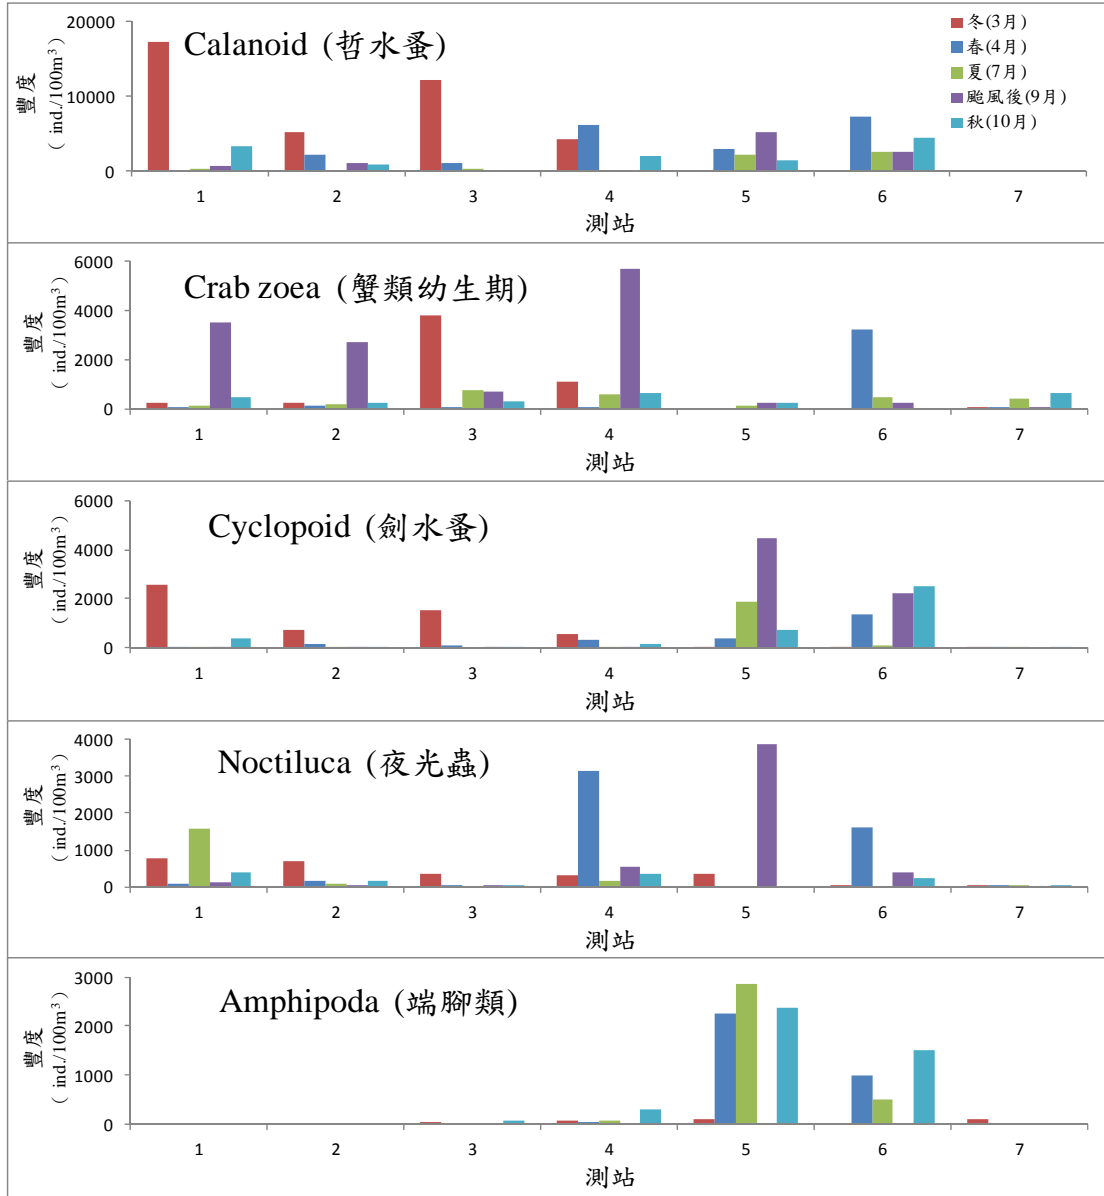 Calanoid (哲水蚤)
冬(3月)
春(4月)
夏(7月)
颱風後(9月)
秋(10月)
豐度
( ind./100m³ )
20000
10000
0
1 2 3 4 5 6 7
測站
Crab zoea (蟹類幼生期)
豐度
( ind./100m³ )
6000
4000
2000
0
1 2 3 4 5 6 7
測站
Cyclopoid (劍水蚤)
豐度
( ind./100m³ )
6000
4000
2000
0
1 2 3 4 5 6 7
測站
Noctiluca (夜光蟲)
豐度
( ind./100m³ )
4000
3000
2000
1000
0
1 2 3 4 5 6 7
測站
Amphipoda (端腳類)
豐度
( ind./100m³ )
3000
2000
1000
0
1 2 3 4 5 6 7
測站